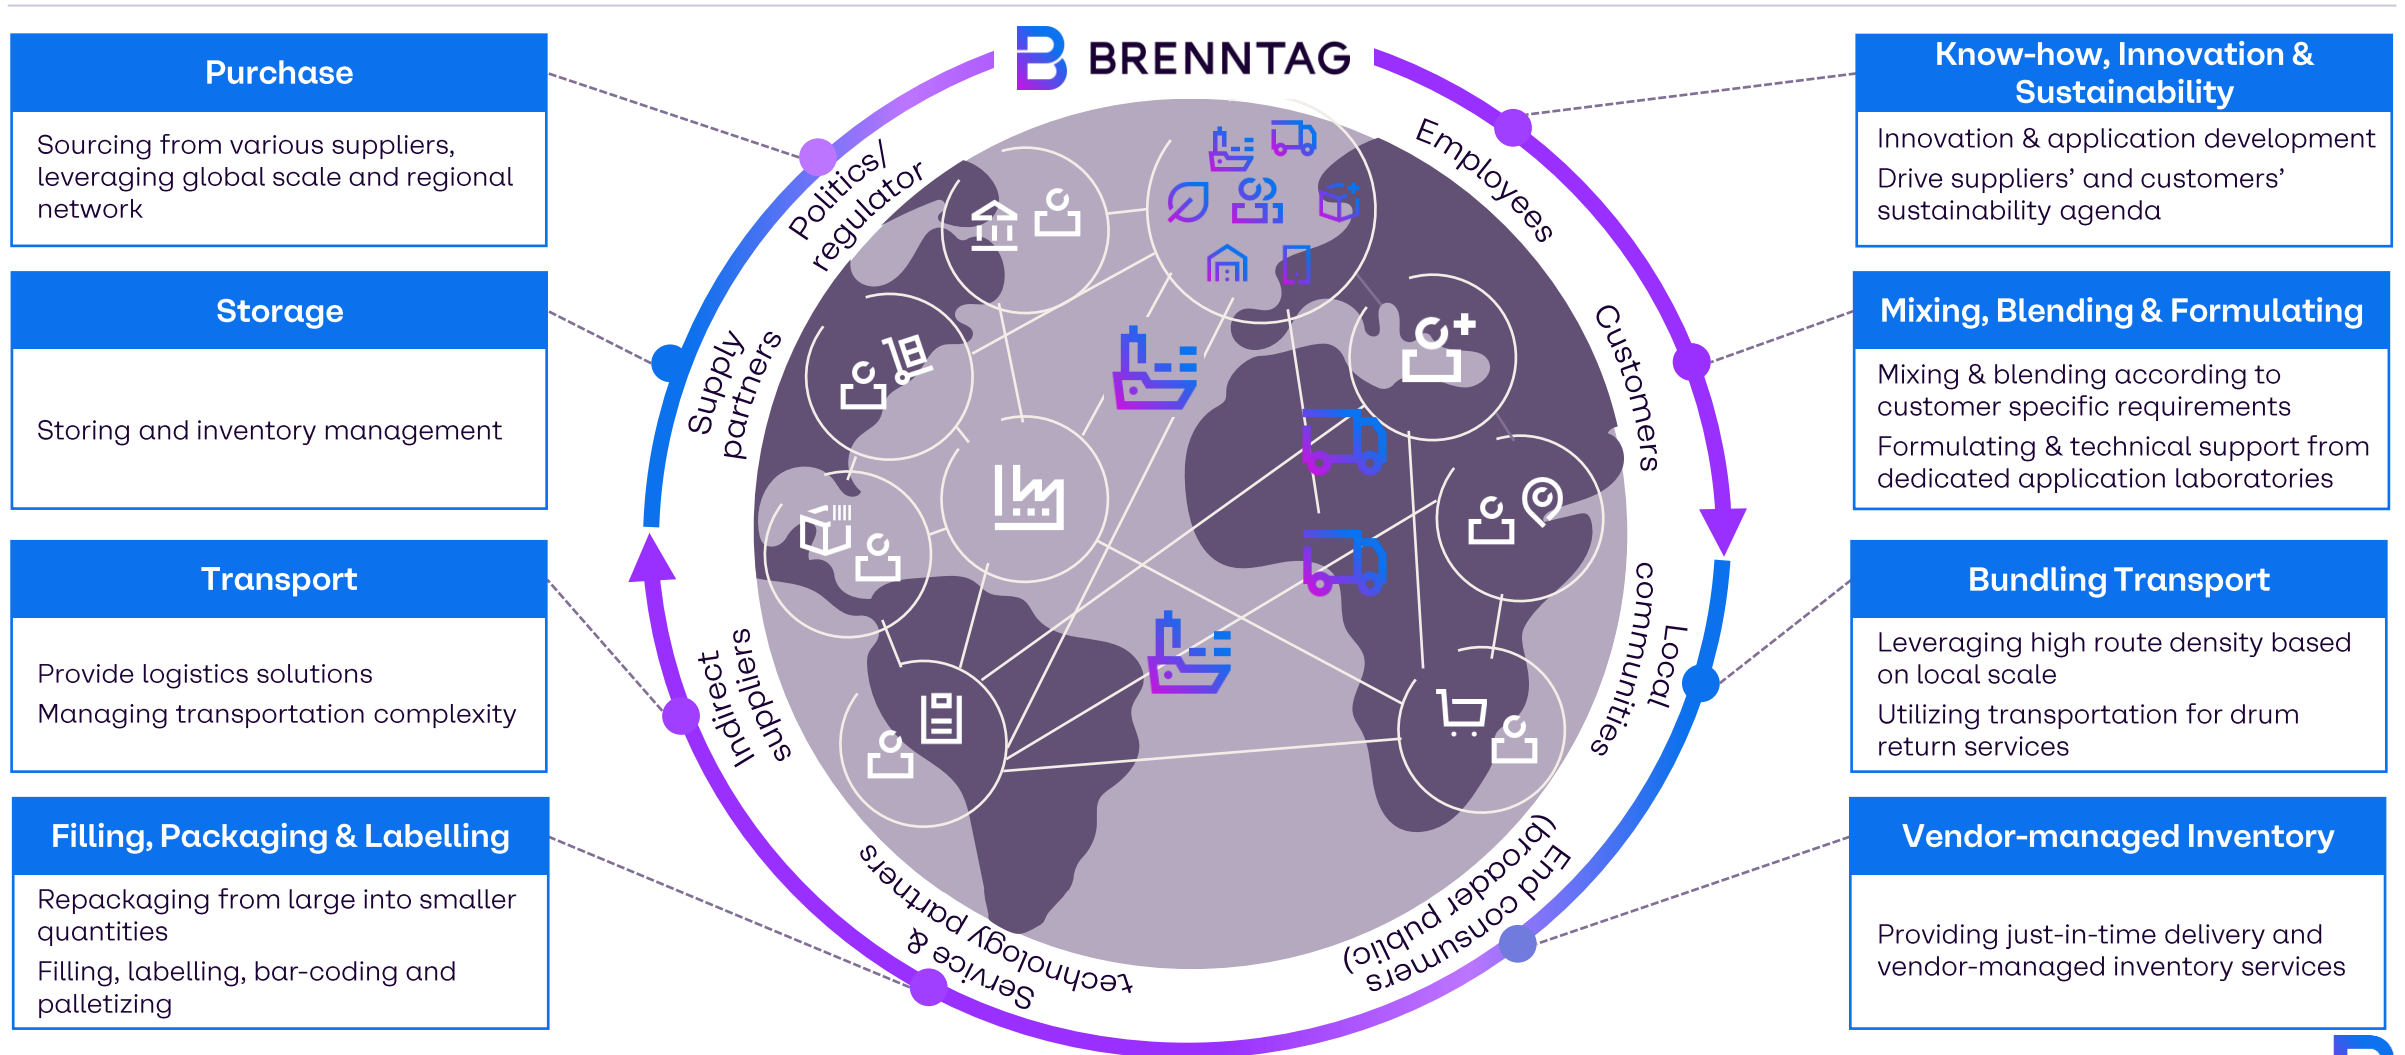 BRENNTAG
Purchase
Sourcing from various suppliers,
leveraging global scale and regional
network
Storage
Storing and inventory management
Transport
Provide logistics solutions
Managing transportation complexity
Filling, Packaging & Labelling
Repackaging from large into smaller
quantities
Filling, labelling, bar-coding and
palletizing
Politics/
regulator
Supply
partners
Indirect
suppliers
Service &
technology partners
Employees
Customers
Local
communities
End consumers
(broader public)
Know-how, Innovation &
Sustainability
Innovation & application development
Drive suppliers’ and customers’
sustainability agenda
Mixing, Blending & Formulating
Mixing & blending according to
customer specific requirements
Formulating & technical support from
dedicated application laboratories
Bundling Transport
Leveraging high route density based
on local scale
Utilizing transportation for drum
return services
Vendor-managed Inventory
Providing just-in-time delivery and
vendor-managed inventory services